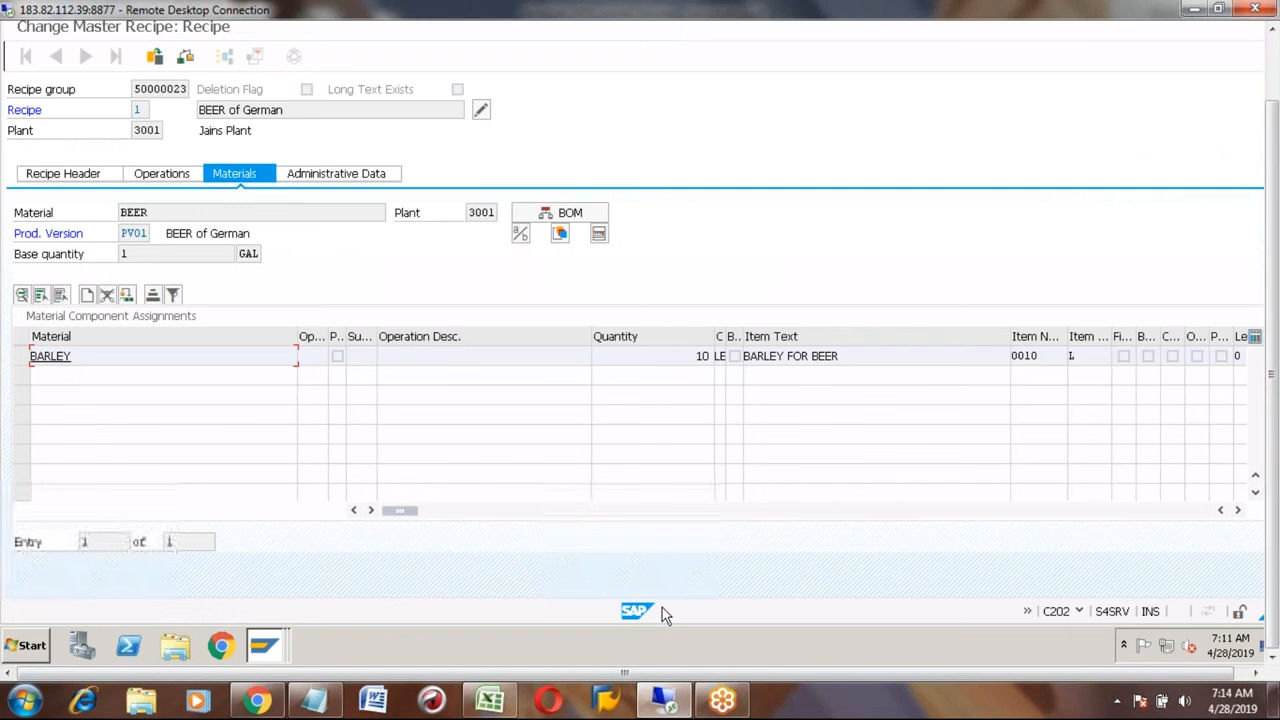 183.82.112.39:8877 - Remote Desktop Connection
Change Master Recipe: Recipe
Recipe group 50000023 Deletion Flag Long Text Exists
Recipe 1 BEER of German
Plant 3001 Jains Plant
Recipe Header Operations Materials Administrative Data
Material BEER Plant 3001 BOM
Prod. Version PV01 BEER of German
Base quantity 1 GAL
Material Component Assignments
Material Op... P.. Su... Operation Desc. Quantity C B.. Item Text Item N... Item ... Fi... B... C... O... P... Le
BARLEY 10 LE BARLEY FOR BEER 0010 L 0
Entry 1 of 1
SAP » C202 S4SRV INS
Start 7:11 AM
4/28/2019
7:14 AM
4/28/2019